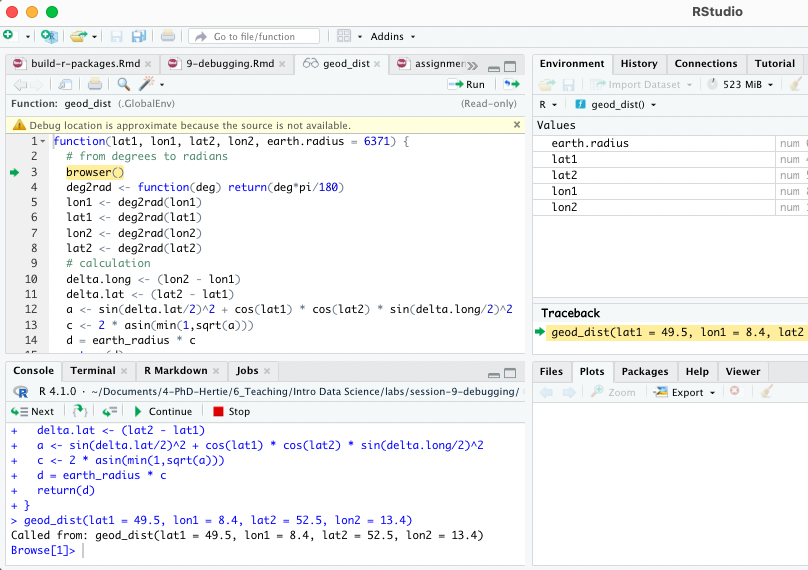 RStudio
Go to file/function
Addins
build-r-packages.Rmd
9-debugging.Rmd
geod_dist
assignmen
Run
Function: geod_dist (.GlobalEnv)
(Read-only)
Debug location is approximate because the source is not available.
1 function(lat1, lon1, lat2, lon2, earth.radius = 6371) {
2 # from degrees to radians
3 browser()
4 deg2rad <- function(deg) return(deg*pi/180)
5 lon1 <- deg2rad(lon1)
6 lat1 <- deg2rad(lat1)
7 lon2 <- deg2rad(lon2)
8 lat2 <- deg2rad(lat2)
9 # calculation
10 delta.long <- (lon2 - lon1)
11 delta.lat <- (lat2 - lat1)
12 a <- sin(delta.lat/2)^2 + cos(lat1) * cos(lat2) * sin(delta.long/2)^2
13 c <- 2 * asin(min(1,sqrt(a)))
14 d = earth_radius * c
Console
Terminal
R Markdown
Jobs
R 4.1.0 · ~/Documents/4-PhD-Hertie/6_Teaching/Intro Data Science/labs/session-9-debugging/
Next
Continue
Stop
+ delta.lat <- (lat2 - lat1)
+ a <- sin(delta.lat/2)^2 + cos(lat1) * cos(lat2) * sin(delta.long/2)^2
+ c <- 2 * asin(min(1,sqrt(a)))
+ d = earth_radius * c
+ return(d)
+ }
> geod_dist(lat1 = 49.5, lon1 = 8.4, lat2 = 52.5, lon2 = 13.4)
Called from: geod_dist(lat1 = 49.5, lon1 = 8.4, lat2 = 52.5, lon2 = 13.4)
Browse[1]>
Environment
History
Connections
Tutorial
Import Dataset
523 MiB
R
geod_dist()
Values
earth.radius num
lat1 num
lat2 num
lon1 num
lon2 num
Traceback
geod_dist(lat1 = 49.5, lon1 = 8.4, lat2
Files
Plots
Packages
Help
Viewer
Zoom
Export